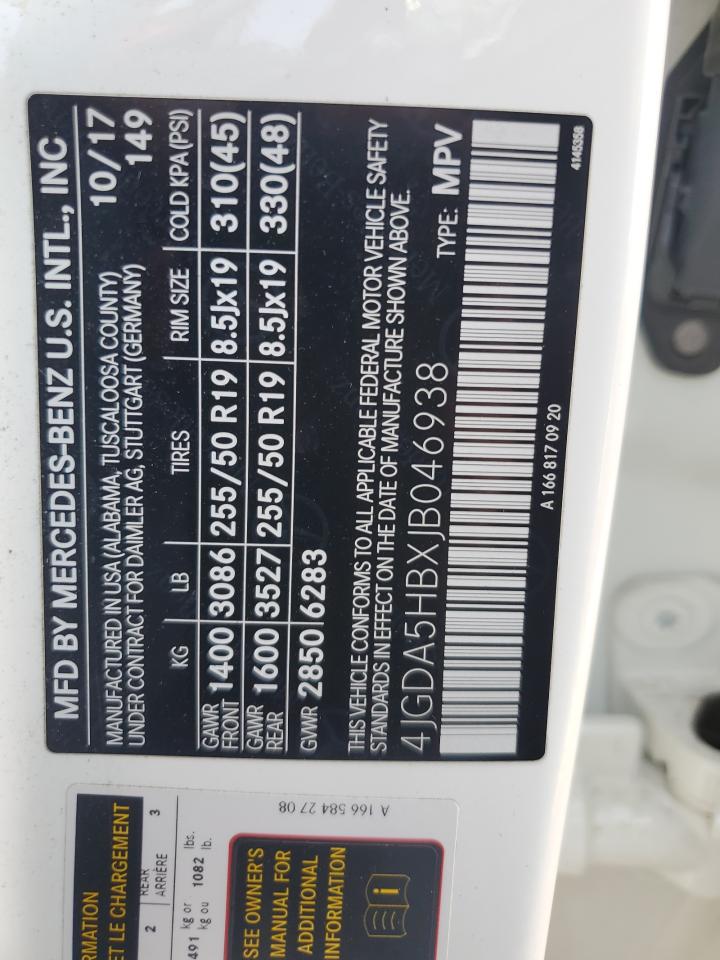 MFD BY MERCEDES-BENZ U.S. INTL., INC
MANUFACTURED IN USA (ALABAMA, TUSCALOOSA COUNTY) 10/17
UNDER CONTRACT FOR DAIMLER AG, STUTTGART (GERMANY) 149
KG LB TIRES RIM SIZE COLD KPA(PSI)
GAWR FRONT 1400 3086 255/50 R19 8.5Jx19 310(45)
GAWR REAR 1600 3527 255/50 R19 8.5Jx19 330(48)
GVWR 2850 6283
THIS VEHICLE CONFORMS TO ALL APPLICABLE FEDERAL MOTOR VEHICLE SAFETY
STANDARDS IN EFFECT ON THE DATE OF MANUFACTURE SHOWN ABOVE.
4JGDA5HBXJB046938 TYPE: MPV
A 166 817 09 20
4145358
ET LE CHARGEMENT
2 REAR 3
ARRIÈRE
491 kg or lbs.
kg ou 1082 lb.
SEE OWNER'S
MANUAL FOR
ADDITIONAL
INFORMATION
A 166 584 27 08